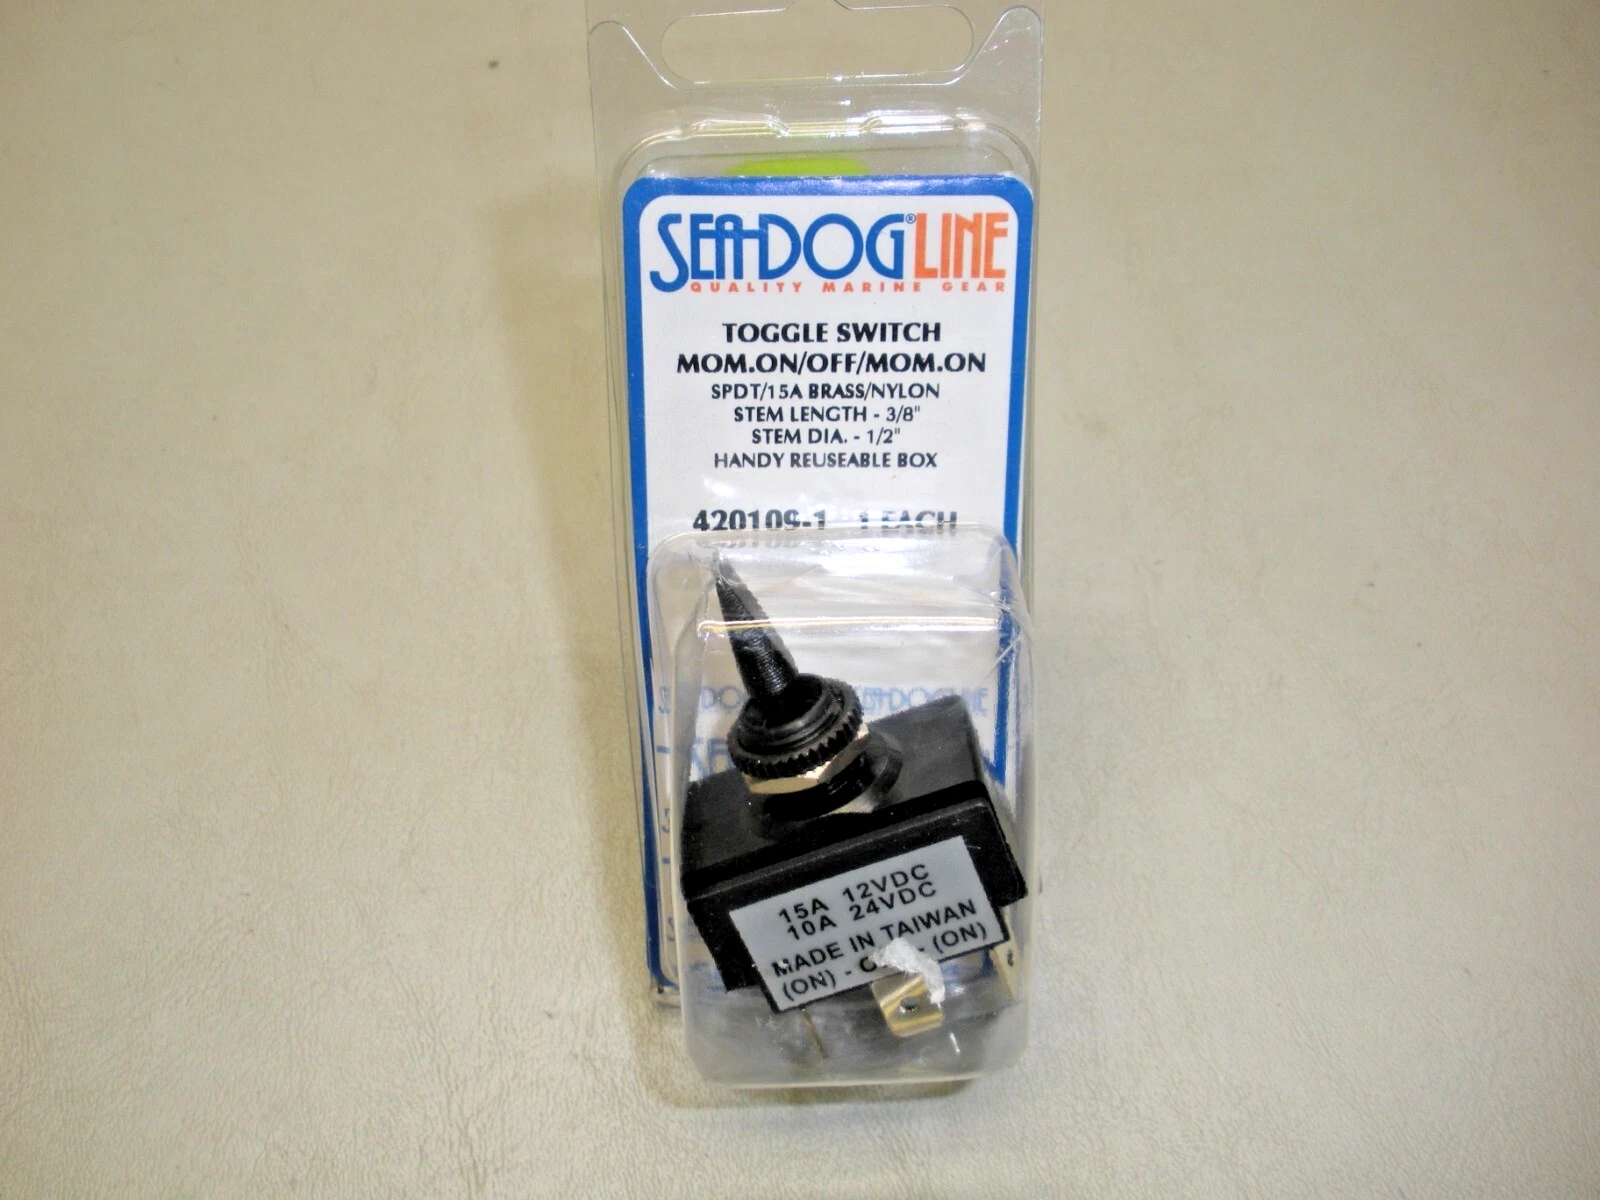 SEA-DOG® LINE
QUALITY MARINE GEAR
TOGGLE SWITCH
MOM.ON/OFF/MOM.ON
SPDT/15A BRASS/NYLON
STEM LENGTH - 3/8"
STEM DIA. - 1/2"
HANDY REUSEABLE BOX
420109-1 1 EACH
15A 12VDC
10A 24VDC
MADE IN TAIWAN
(ON) - - (ON)